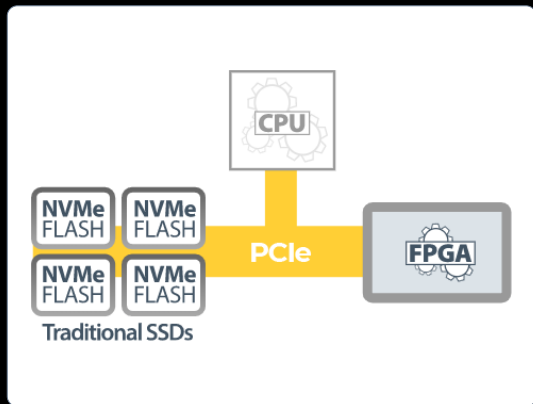 CPU
NVMe
FLASH
NVMe
FLASH
PCIe
FPGA
NVMe
FLASH
NVMe
FLASH
Traditional SSDs